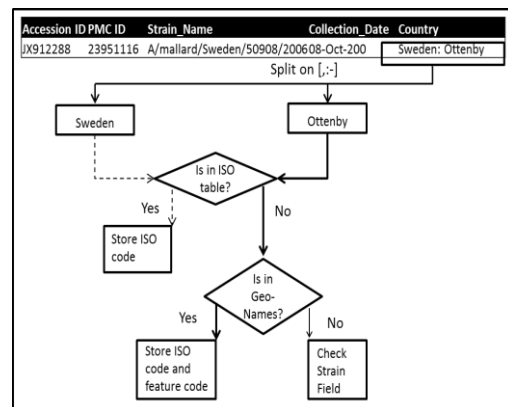 Accession ID PMC ID Strain_Name Collection_Date Country
JX912288 23951116 A/mallard/Sweden/50908/2006 08-Oct-200 Sweden: Ottenby
Split on [,:-]
Sweden
Ottenby
Is in ISO
table?
Yes
No
Store ISO
code
Is in
Geo-
Names?
Yes
No
Store ISO
code and
feature code
Check
Strain
Field